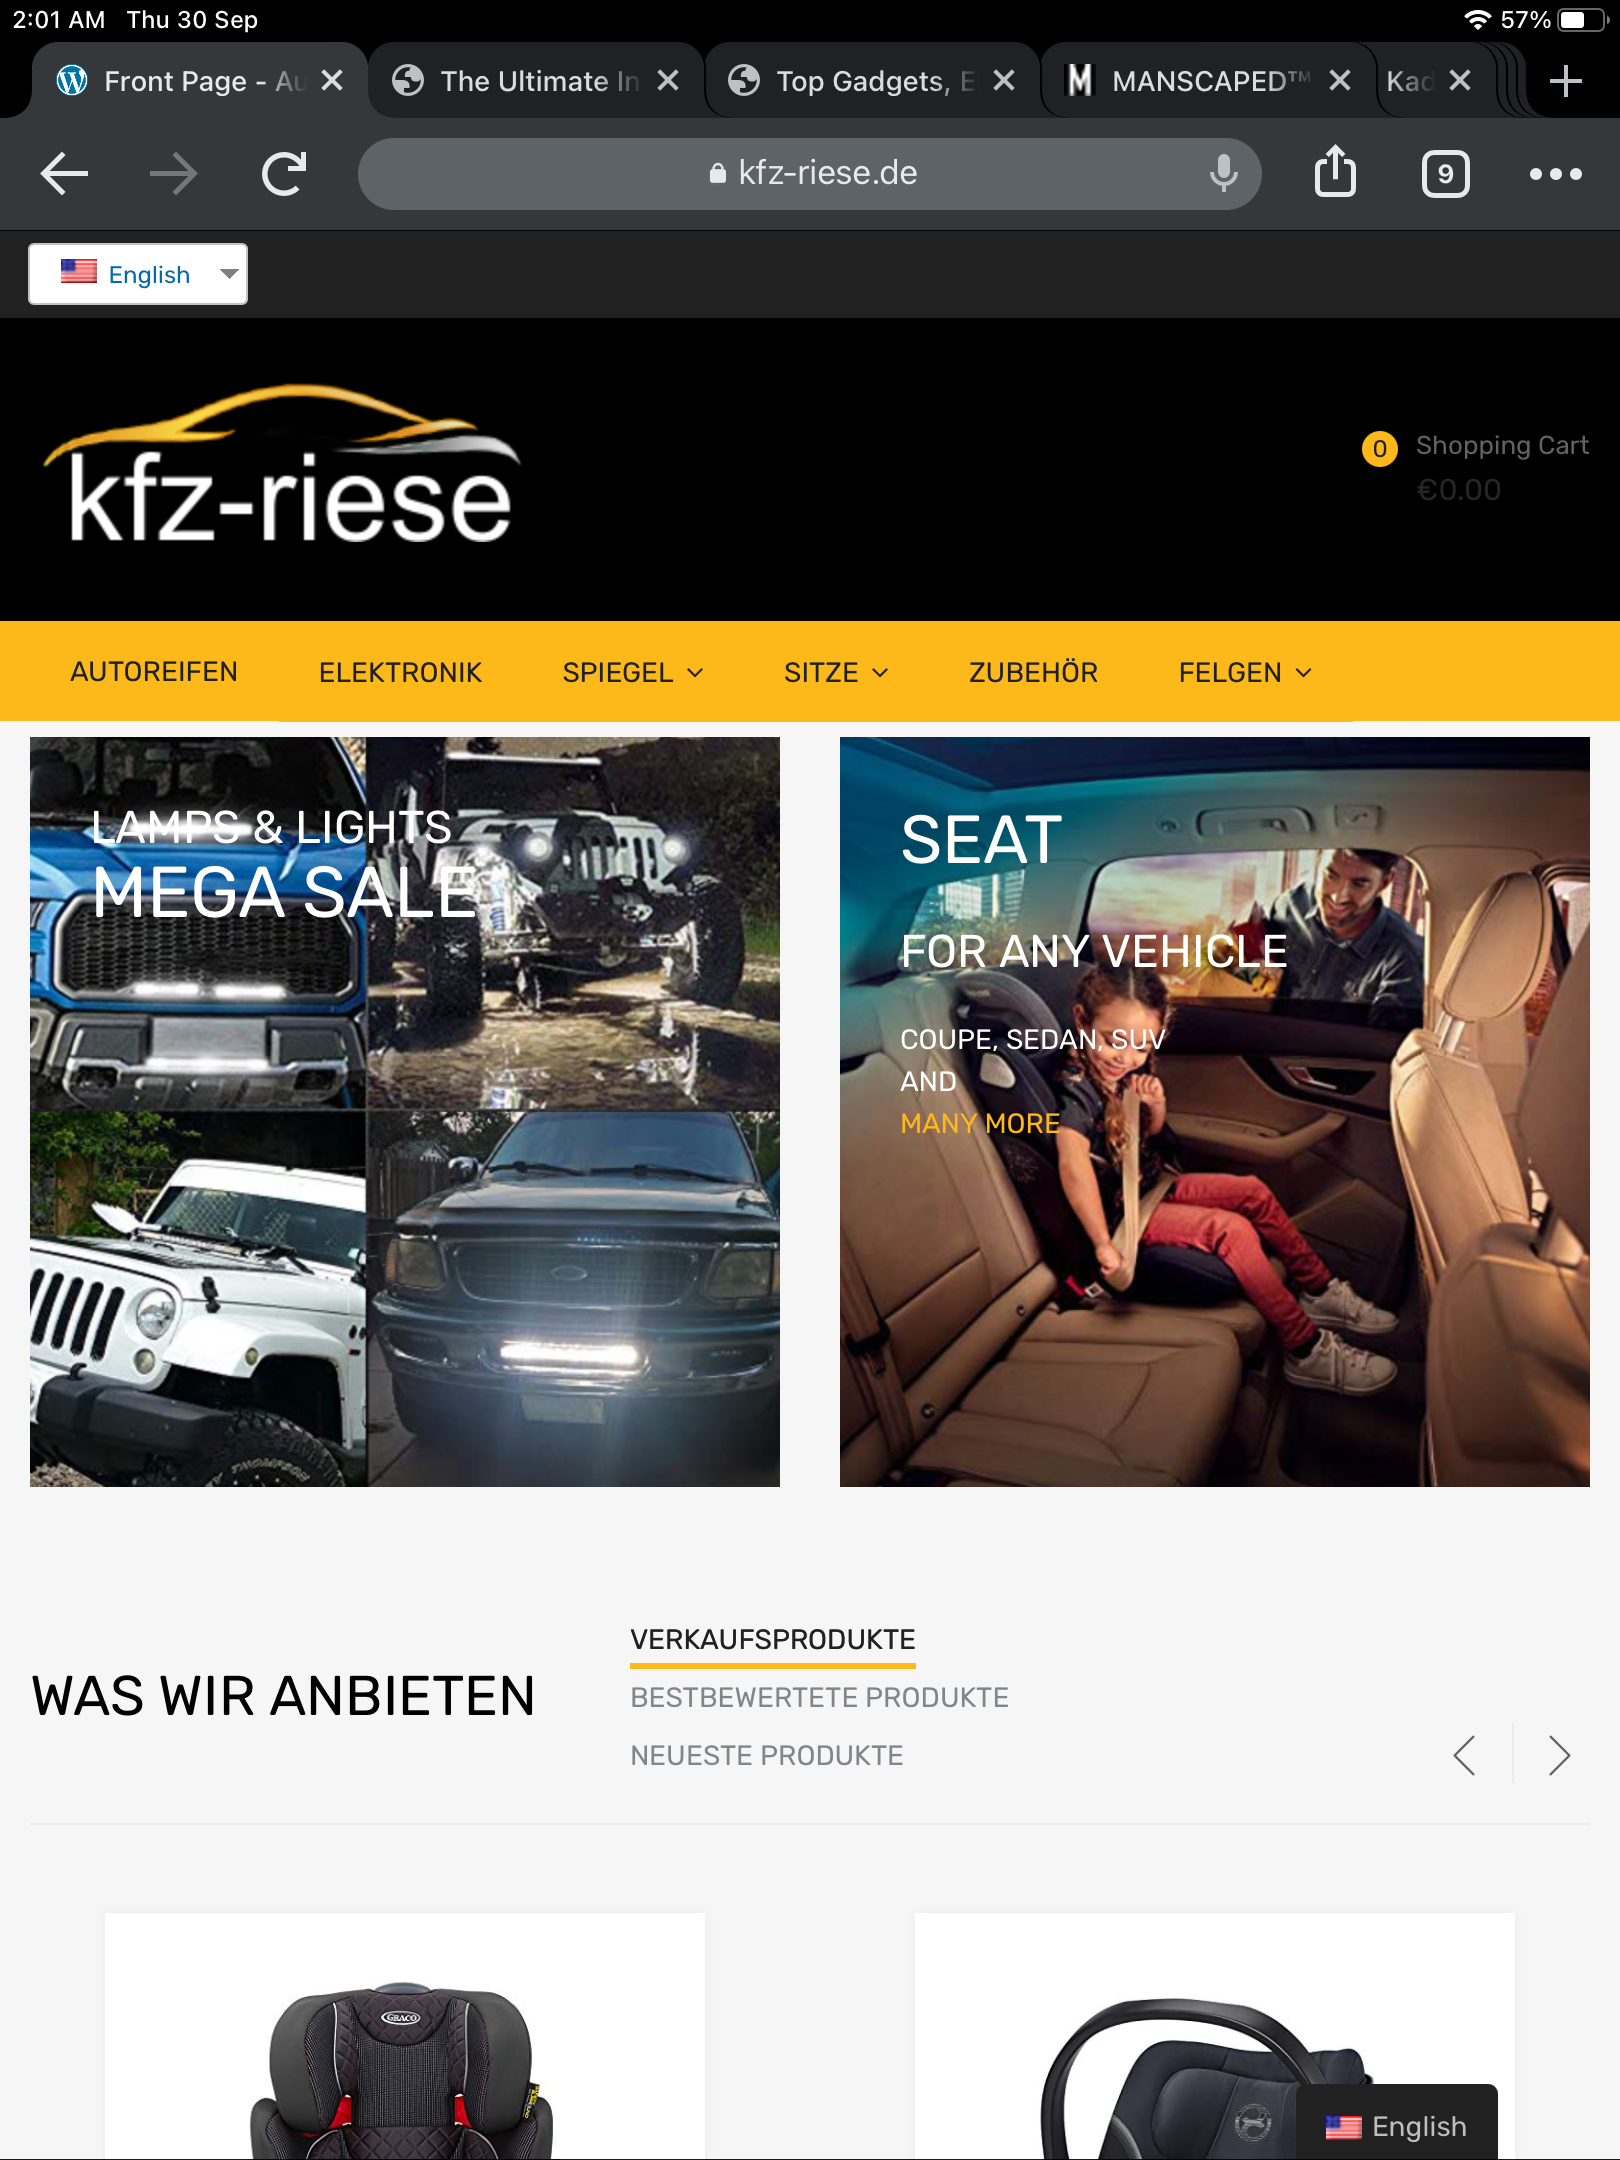 2:01 AM Thu 30 Sep
57%
Front Page - Au
The Ultimate In
Top Gadgets, E
MANSCAPED™
Kad
kfz-riese.de
9
English
kfz-riese
0 Shopping Cart
€0.00
AUTOREIFEN ELEKTRONIK SPIEGEL SITZE ZUBEHÖR FELGEN
LAMPS & LIGHTS
MEGA SALE
SEAT
FOR ANY VEHICLE
COUPE, SEDAN, SUV
AND
MANY MORE
WAS WIR ANBIETEN
VERKAUFSPRODUKTE
BESTBEWERTETE PRODUKTE
NEUESTE PRODUKTE
GRACO
English